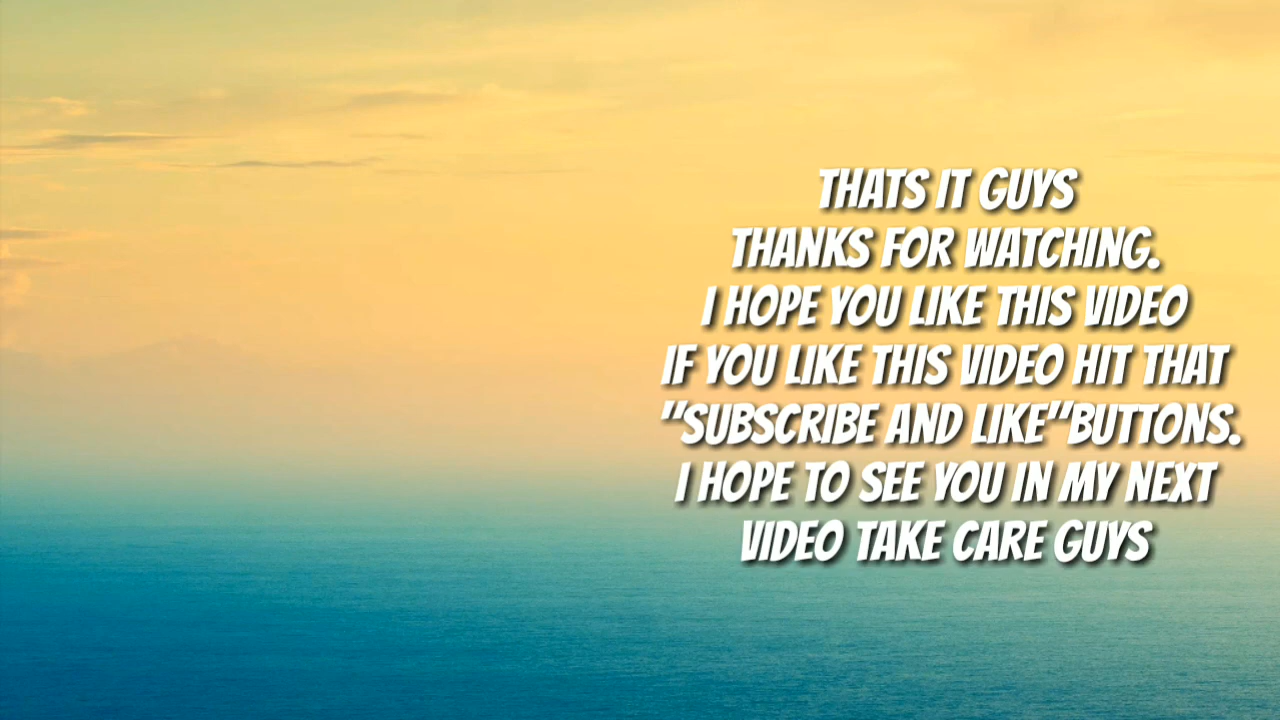 THATS IT GUYS
THANKS FOR WATCHING.
I HOPE YOU LIKE THIS VIDEO
IF YOU LIKE THIS VIDEO HIT THAT
"SUBSCRIBE AND LIKE"BUTTONS.
I HOPE TO SEE YOU IN MY NEXT
VIDEO TAKE CARE GUYS